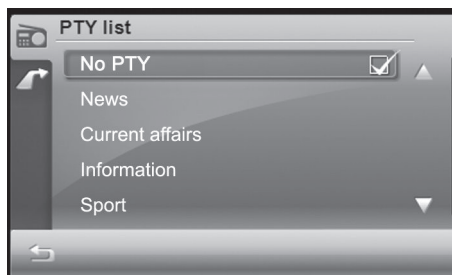 PTY list
No PTY
News
Current affairs
Information
Sport